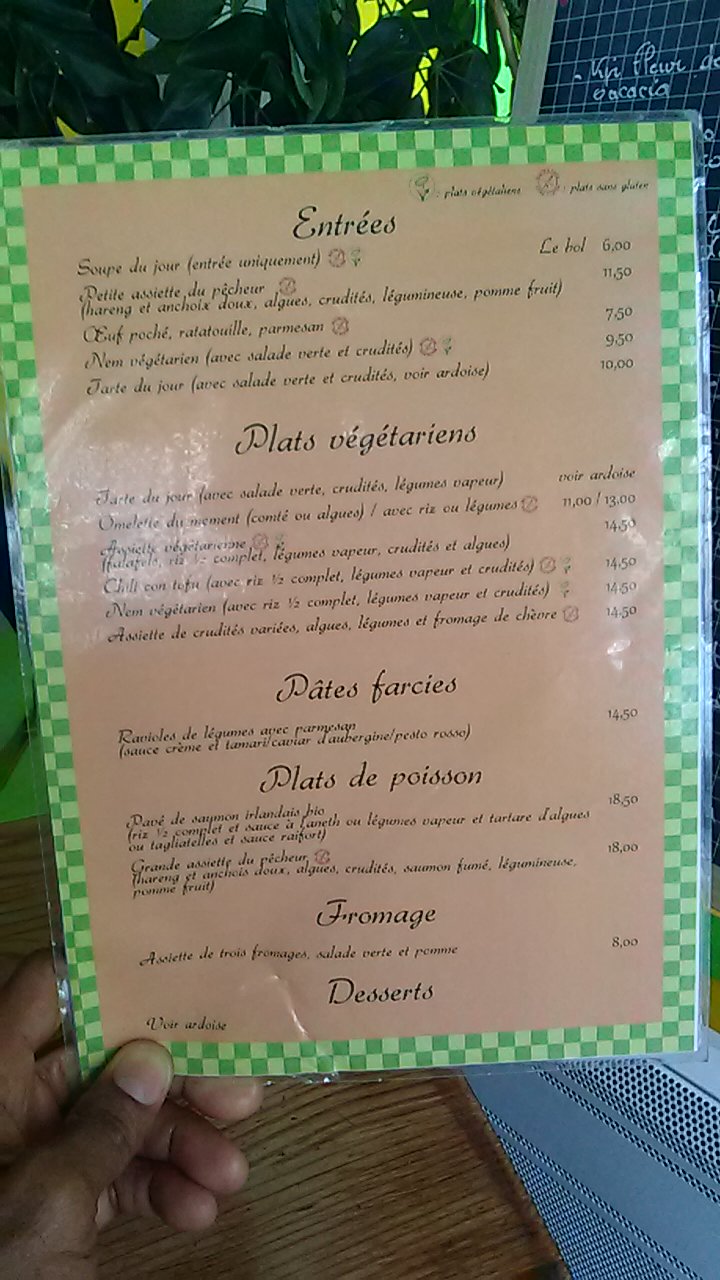 - Kir fleur de
acacia
: plats végétaliens : plats sans gluten
Entrées
Soupe du jour (entrée uniquement) Le bol 6,00
Petite assiette du pêcheur 11,50
(hareng et anchoix doux, algues, crudités, légumineuse, pomme fruit)
Œuf poché, ratatouille, parmesan 7,50
Nem végétarien (avec salade verte et crudités) 9,50
Tarte du jour (avec salade verte et crudités, voir ardoise) 10,00
Plats végétariens
Tarte du jour (avec salade verte, crudités, légumes vapeur) voir ardoise
Omelette du moment (comté ou algues) / avec riz ou légumes 11,00 / 13,00
Assiette végétarienne 14,50
(falafels, riz ½ complet, légumes vapeur, crudités et algues)
Chili con tofu (avec riz ½ complet, légumes vapeur et crudités) 14,50
Nem végétarien (avec riz ½ complet, légumes vapeur et crudités) 14,50
Assiette de crudités variées, algues, légumes et fromage de chèvre 14,50
Pâtes farcies
Ravioles de légumes avec parmesan 14,50
(sauce crème et tamari/caviar d'aubergine/pesto rosso)
Plats de poisson
Pavé de saumon irlandais bio 18,50
(riz ½ complet et sauce à l'aneth ou légumes vapeur et tartare d'algues
ou tagliatelles et sauce raifort)
Grande assiette du pêcheur 18,00
(hareng et anchois doux, algues, crudités, saumon fumé, légumineuse,
pomme fruit)
Fromage
Assiette de trois fromages, salade verte et pomme 8,00
Desserts
Voir ardoise